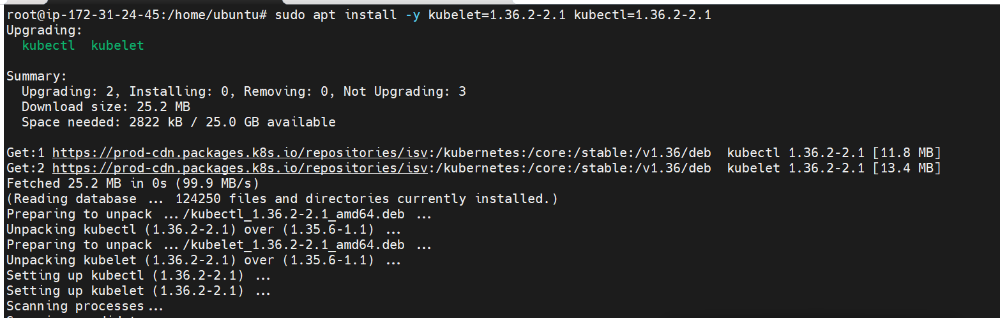 root@ip-172-31-24-45:/home/ubuntu# sudo apt install -y kubelet=1.36.2-2.1 kubectl=1.36.2-2.1
Upgrading:
  kubectl  kubelet

Summary:
  Upgrading: 2, Installing: 0, Removing: 0, Not Upgrading: 3
  Download size: 25.2 MB
  Space needed: 2822 kB / 25.0 GB available

Get:1 https://prod-cdn.packages.k8s.io/repositories/isv:/kubernetes:/core:/stable:/v1.36/deb  kubectl 1.36.2-2.1 [11.8 MB]
Get:2 https://prod-cdn.packages.k8s.io/repositories/isv:/kubernetes:/core:/stable:/v1.36/deb  kubelet 1.36.2-2.1 [13.4 MB]
Fetched 25.2 MB in 0s (99.9 MB/s)
(Reading database ... 124250 files and directories currently installed.)
Preparing to unpack .../kubectl_1.36.2-2.1_amd64.deb ...
Unpacking kubectl (1.36.2-2.1) over (1.35.6-1.1) ...
Preparing to unpack .../kubelet_1.36.2-2.1_amd64.deb ...
Unpacking kubelet (1.36.2-2.1) over (1.35.6-1.1) ...
Setting up kubectl (1.36.2-2.1) ...
Setting up kubelet (1.36.2-2.1) ...
Scanning processes...